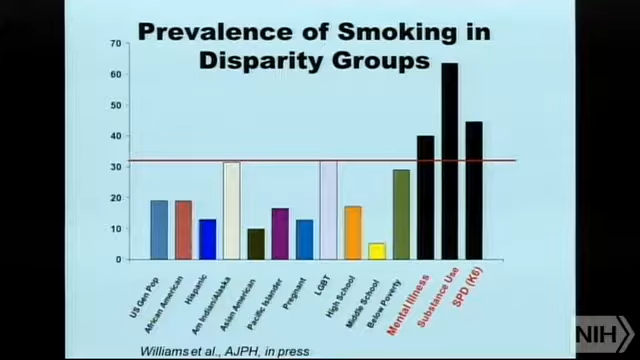 Prevalence of Smoking in
Disparity Groups
70
60
50
40
30
20
10
0
US Gen Pop
African American
Hispanic
Am Indian/Alaska
Asian American
Pacific Islander
Pregnant
LGBT
High School
Middle School
Below Poverty
Mental Illness
Substance Use
SPD (K6)
Williams et al., AJPH, in press
NIH